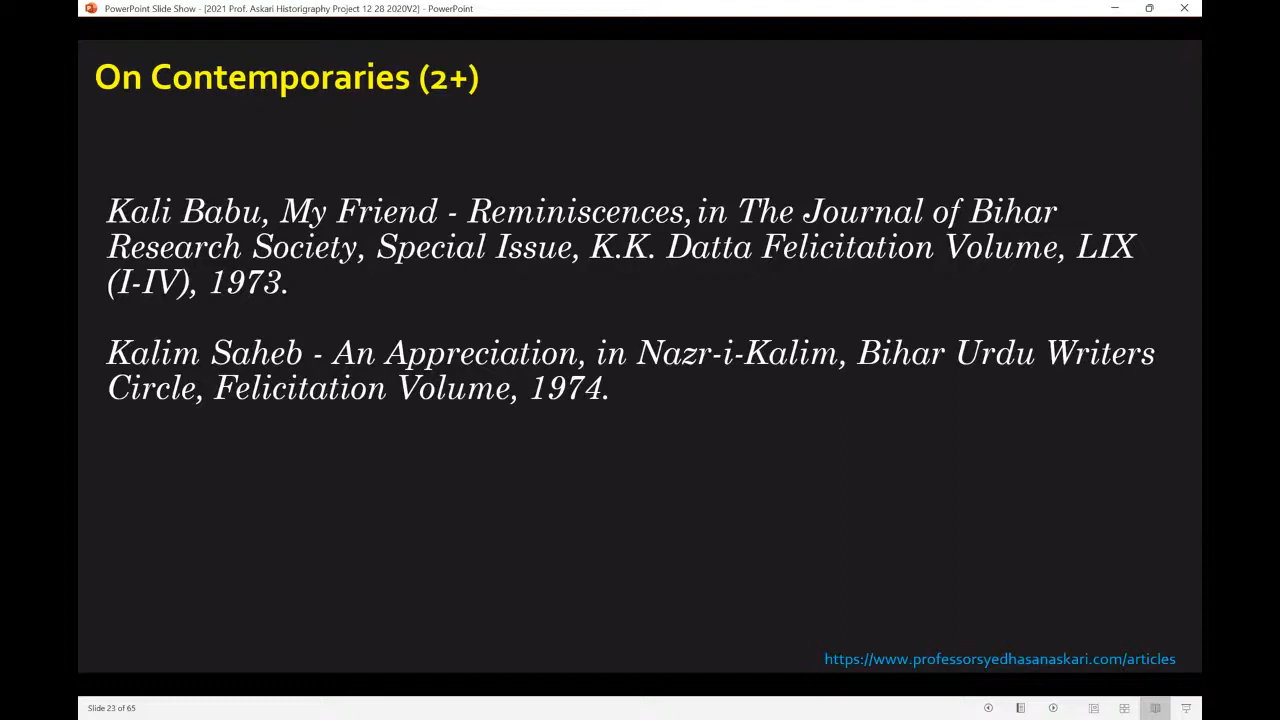 PowerPoint Slide Show - [2021 Prof. Askari Historigraphy Project 12 28 2020V2] - PowerPoint
On Contemporaries (2+)
Kali Babu, My Friend - Reminiscences, in The Journal of Bihar
Research Society, Special Issue, K.K. Datta Felicitation Volume, LIX
(I-IV), 1973.
Kalim Saheb - An Appreciation, in Nazr-i-Kalim, Bihar Urdu Writers
Circle, Felicitation Volume, 1974.
https://www.professorsyedhasanaskari.com/articles
Slide 23 of 65